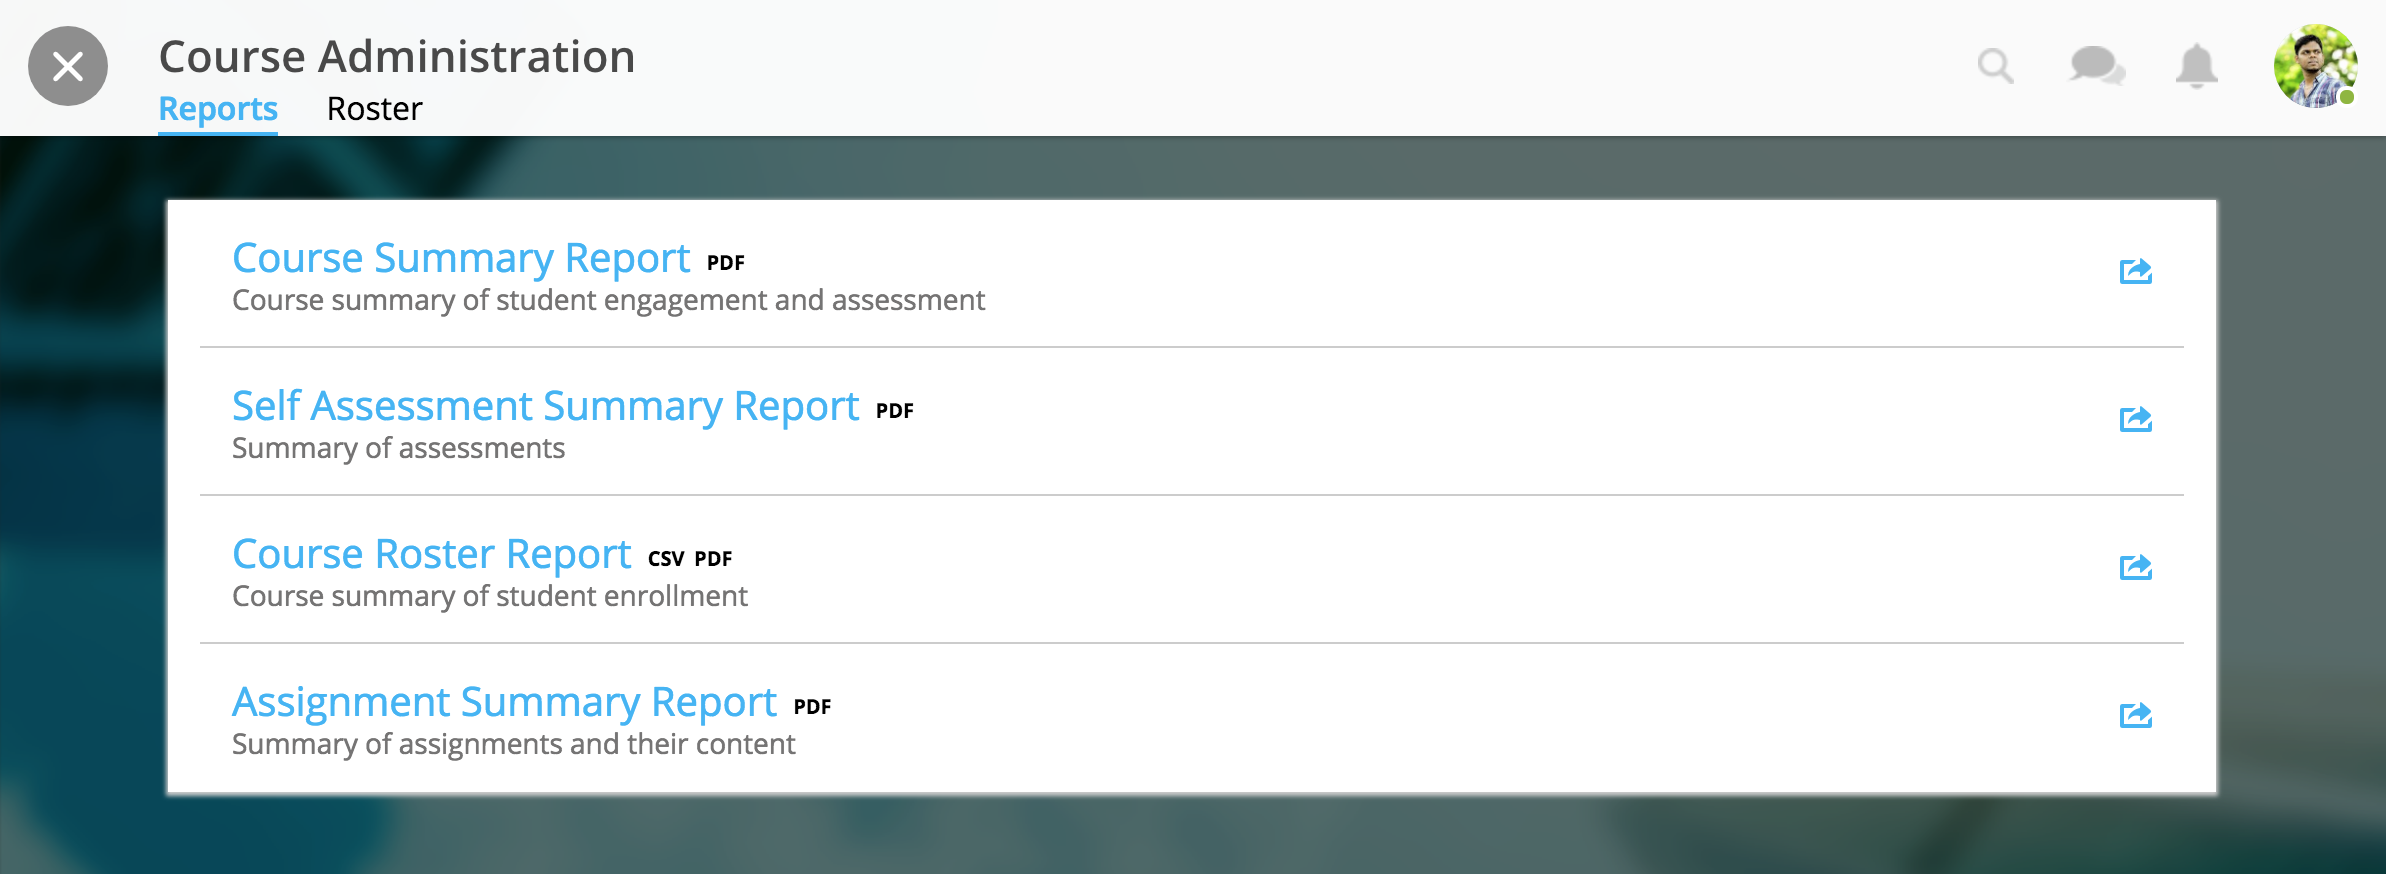 Course Administration
Reports Roster
Course Summary Report PDF
Course summary of student engagement and assessment
Self Assessment Summary Report PDF
Summary of assessments
Course Roster Report CSV PDF
Course summary of student enrollment
Assignment Summary Report PDF
Summary of assignments and their content